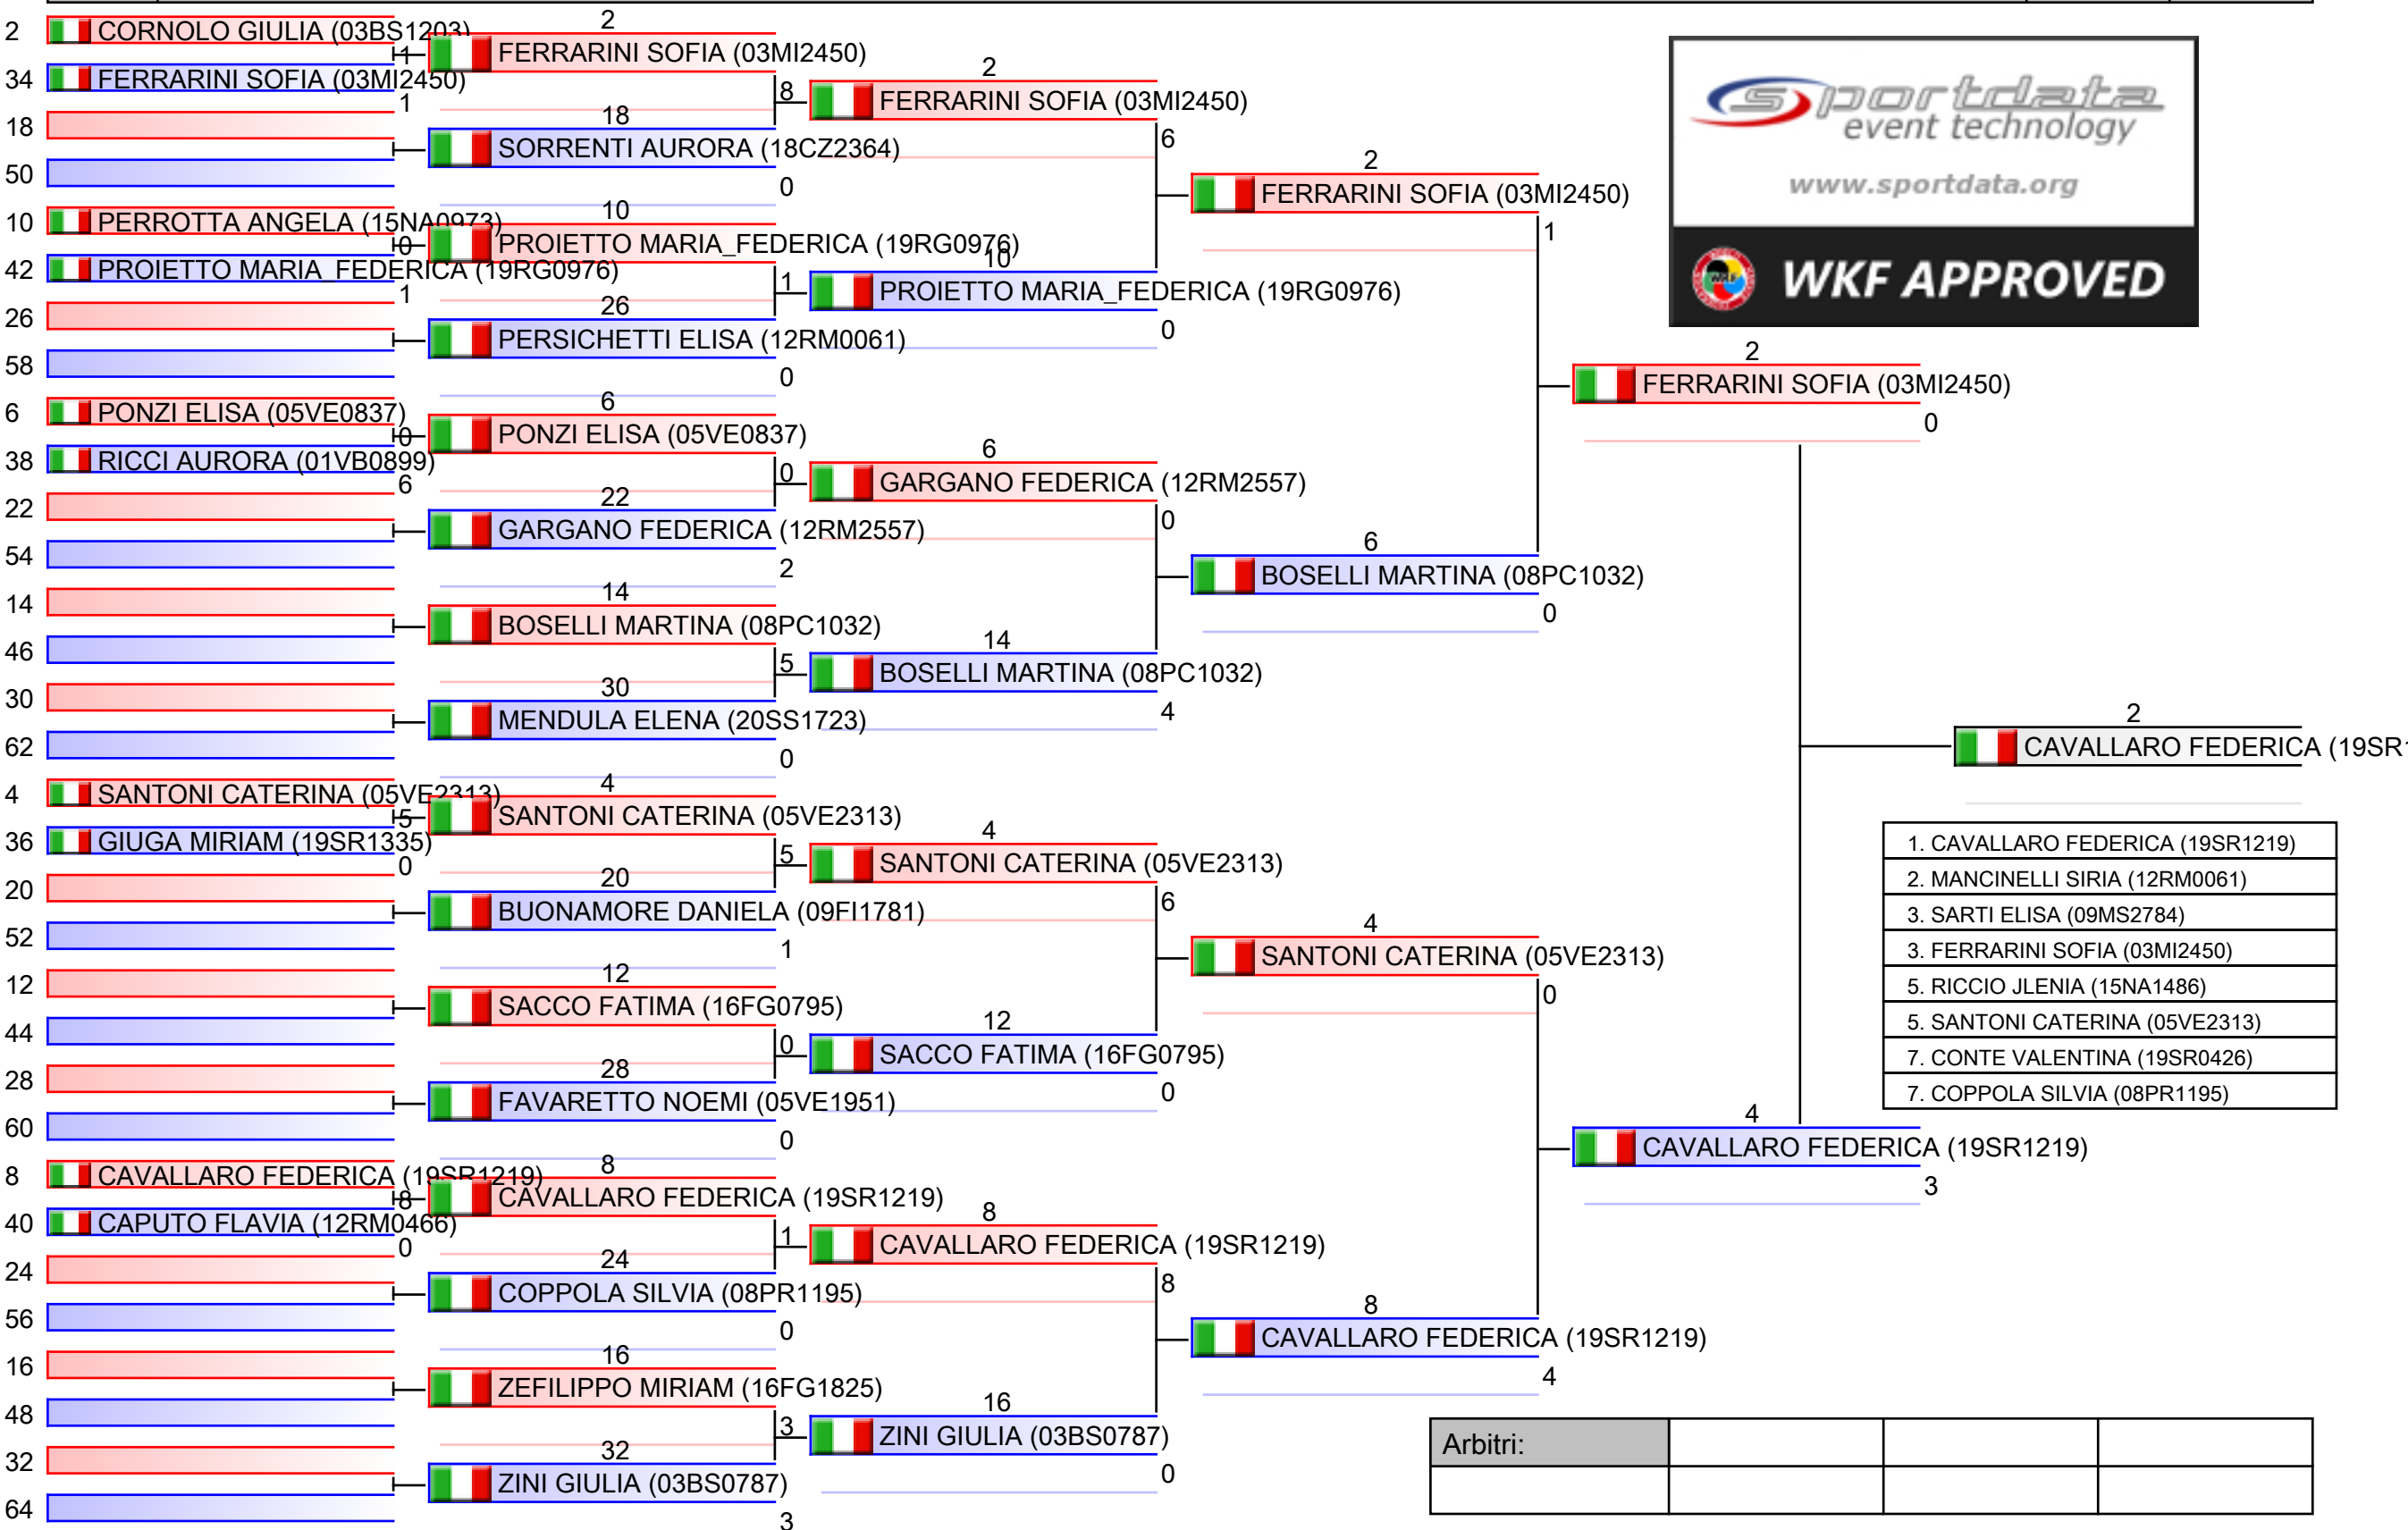 2 CORNOLO GIULIA (03BS1203)
1
34 FERRARINI SOFIA (03MI2450)
1
18
50
10 PERROTTA ANGELA (15NA0973)
0
42 PROIETTO MARIA_FEDERICA (19RG0976)
1
26
58
6 PONZI ELISA (05VE0837)
0
38 RICCI AURORA (01VB0899)
6
22
54
14
46
30
62
4 SANTONI CATERINA (05VE2313)
5
36 GIUGA MIRIAM (19SR1335)
0
20
52
12
44
28
60
8 CAVALLARO FEDERICA (19SR1219)
8
40 CAPUTO FLAVIA (12RM0466)
0
24
56
16
48
32
64
2
FERRARINI SOFIA (03MI2450)
8
18
SORRENTI AURORA (18CZ2364)
0
10
PROIETTO MARIA_FEDERICA (19RG0976)
1
26
PERSICHETTI ELISA (12RM0061)
0
6
PONZI ELISA (05VE0837)
0
22
GARGANO FEDERICA (12RM2557)
2
14
BOSELLI MARTINA (08PC1032)
5
30
MENDULA ELENA (20SS1723)
0
4
SANTONI CATERINA (05VE2313)
5
20
BUONAMORE DANIELA (09FI1781)
1
12
SACCO FATIMA (16FG0795)
0
28
FAVARETTO NOEMI (05VE1951)
0
8
CAVALLARO FEDERICA (19SR1219)
1
24
COPPOLA SILVIA (08PR1195)
0
16
ZEFILIPPO MIRIAM (16FG1825)
3
32
ZINI GIULIA (03BS0787)
3
2
FERRARINI SOFIA (03MI2450)
6
10
PROIETTO MARIA_FEDERICA (19RG0976)
0
6
GARGANO FEDERICA (12RM2557)
0
14
BOSELLI MARTINA (08PC1032)
4
4
SANTONI CATERINA (05VE2313)
6
12
SACCO FATIMA (16FG0795)
0
8
CAVALLARO FEDERICA (19SR1219)
8
16
ZINI GIULIA (03BS0787)
0
2
FERRARINI SOFIA (03MI2450)
1
6
BOSELLI MARTINA (08PC1032)
0
4
SANTONI CATERINA (05VE2313)
0
8
CAVALLARO FEDERICA (19SR1219)
4
2
FERRARINI SOFIA (03MI2450)
0
4
CAVALLARO FEDERICA (19SR1219)
3
2
CAVALLARO FEDERICA (19SR1
sportdata
event technology
www.sportdata.org
WKF
WKF APPROVED
1. CAVALLARO FEDERICA (19SR1219)
2. MANCINELLI SIRIA (12RM0061)
3. SARTI ELISA (09MS2784)
3. FERRARINI SOFIA (03MI2450)
5. RICCIO JLENIA (15NA1486)
5. SANTONI CATERINA (05VE2313)
7. CONTE VALENTINA (19SR0426)
7. COPPOLA SILVIA (08PR1195)
Arbitri: